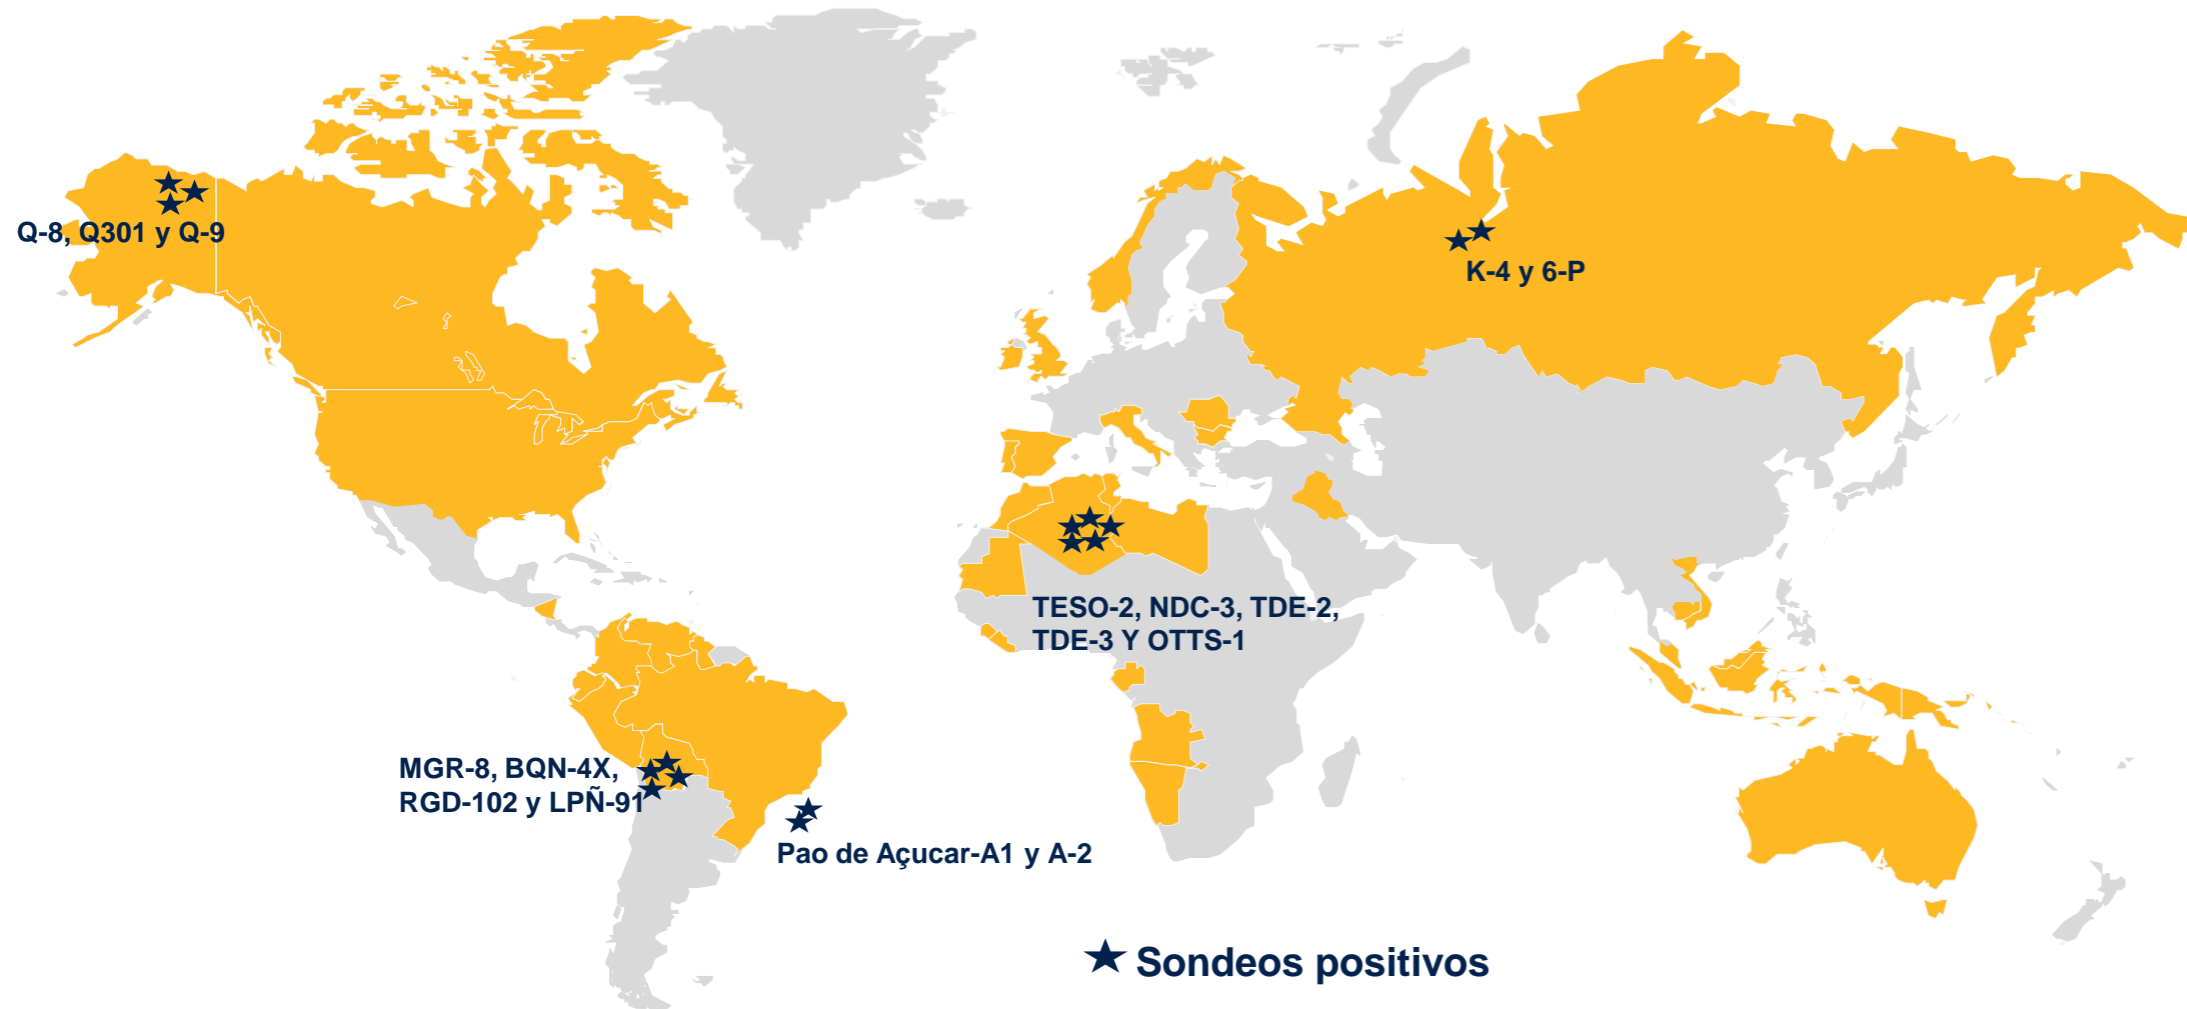 Q-8, Q301 y Q-9
K-4 y 6-P
TESO-2, NDC-3, TDE-2,
TDE-3 Y OTTS-1
MGR-8, BQN-4X,
RGD-102 y LPÑ-91
Pao de Açucar-A1 y A-2
Sondeos positivos